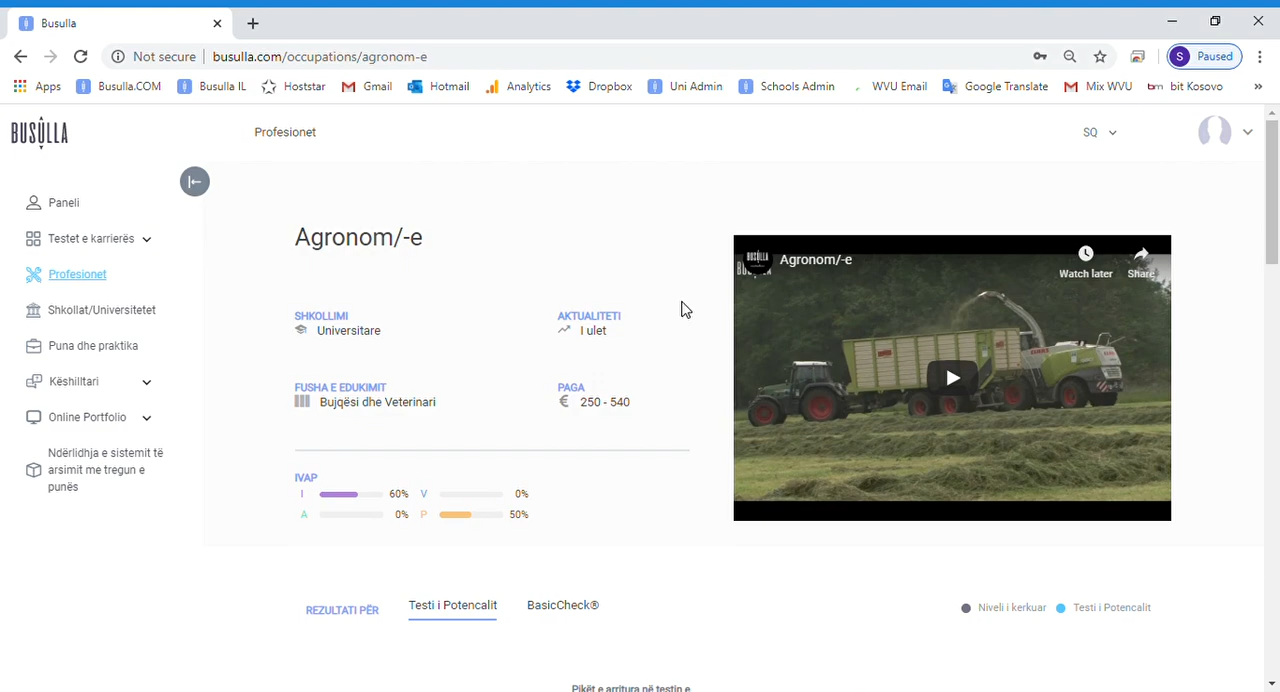 Busulla
Not secure
busulla.com/occupations/agronom-e
S
Paused
Apps
Busulla.COM
Busulla IL
Hoststar
Gmail
Hotmail
Analytics
Dropbox
Uni Admin
Schools Admin
WVU Email
Google Translate
Mix WVU
bm
bit Kosovo
»
BUSULLA
Profesionet
SQ
Paneli
Testet e karrierës
Profesionet
Shkollat/Universitetet
Puna dhe praktika
Këshilltari
Online Portfolio
Ndërlidhja e sistemit të
arsimit me tregun e
punës
Agronom/-e
SHKOLLIMI
Universitare
AKTUALITETI
I ulet
FUSHA E EDUKIMIT
Bujqësi dhe Veterinari
PAGA
€ 250 - 540
IVAP
I 60% V 0%
A 0% P 50%
BUSULLA
Agronom/-e
Watch later
Share
CLAAS
REZULTATI PËR
Testi i Potencalit
BasicCheck®
Niveli i kerkuar
Testi i Potencalit
Pikët e arritura në testin e